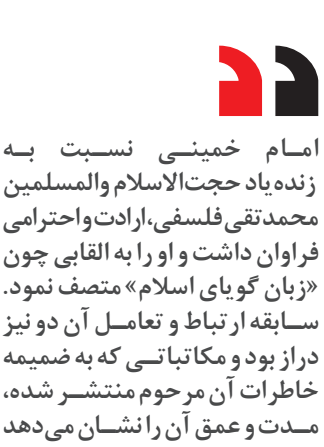 امام خمینی نسبت به
زنده‌یاد حجت‌الاسلام والمسلمین
محمدتقی فلسفی،ارادت‌واحترامی
فراوان داشت و او را به القابی چون
«زبان گویای اسلام» متصف نمود.
سابقه ارتباط و تعامل آن دو نیز
دراز بود و مکاتباتی که به ضمیمه
خاطرات آن مرحوم منتشر شده،
مدت و عمق آن را نشان می‌دهد